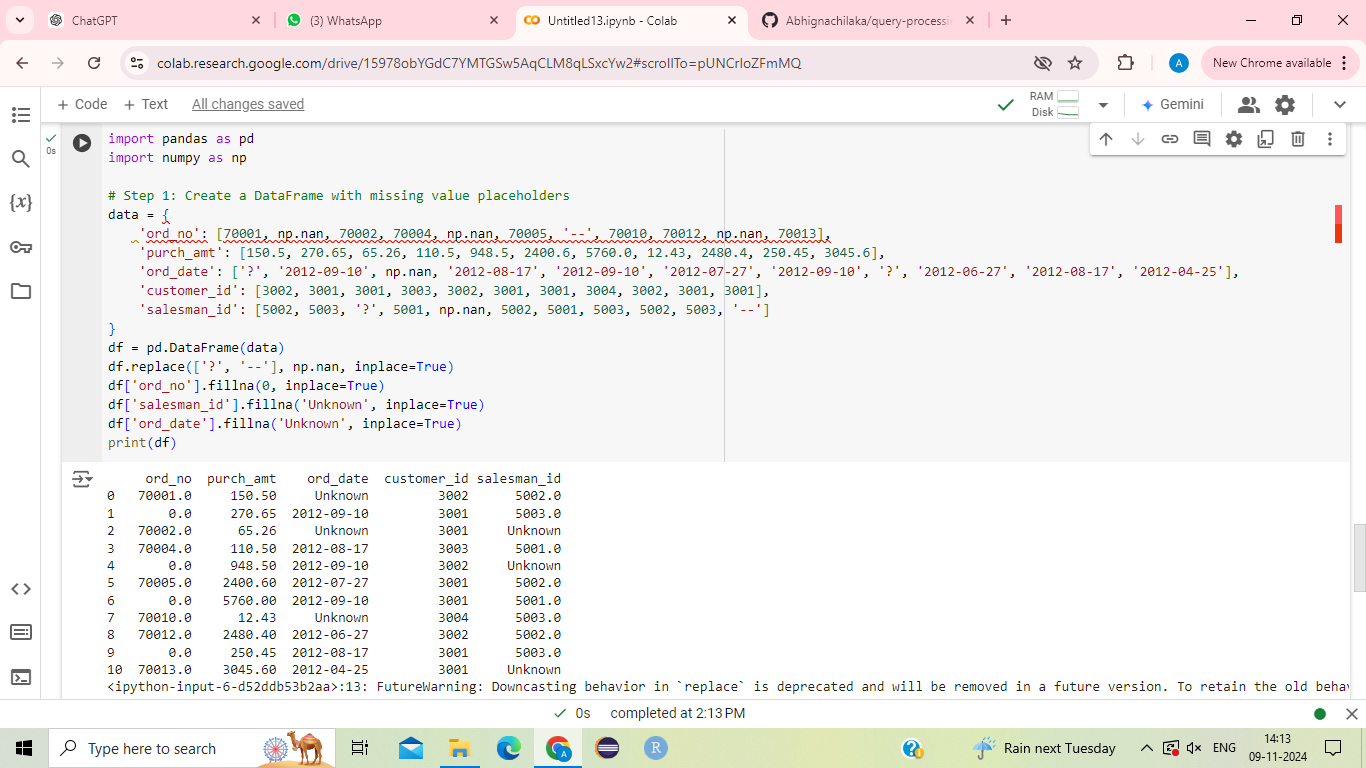 ChatGPT
(3) WhatsApp
Untitled13.ipynb - Colab
Abhignachilaka/query-processin
colab.research.google.com/drive/15978obYGdC7YMTGSw5AqCLM8qLSxcYw2#scrollTo=pUNCrIoZFmMQ
A
New Chrome available
+ Code + Text All changes saved
RAM
Disk
Gemini
0s
import pandas as pd
import numpy as np
# Step 1: Create a DataFrame with missing value placeholders
data = {
    'ord_no': [70001, np.nan, 70002, 70004, np.nan, 70005, '--', 70010, 70012, np.nan, 70013],
    'purch_amt': [150.5, 270.65, 65.26, 110.5, 948.5, 2400.6, 5760.0, 12.43, 2480.4, 250.45, 3045.6],
    'ord_date': ['?', '2012-09-10', np.nan, '2012-08-17', '2012-09-10', '2012-07-27', '2012-09-10', '?', '2012-06-27', '2012-08-17', '2012-04-25'],
    'customer_id': [3002, 3001, 3001, 3003, 3002, 3001, 3001, 3004, 3002, 3001, 3001],
    'salesman_id': [5002, 5003, '?', 5001, np.nan, 5002, 5001, 5003, 5002, 5003, '--']
}
df = pd.DataFrame(data)
df.replace(['?', '--'], np.nan, inplace=True)
df['ord_no'].fillna(0, inplace=True)
df['salesman_id'].fillna('Unknown', inplace=True)
df['ord_date'].fillna('Unknown', inplace=True)
print(df)
ord_no purch_amt ord_date customer_id salesman_id
0 70001.0 150.50 Unknown 3002 5002.0
1 0.0 270.65 2012-09-10 3001 5003.0
2 70002.0 65.26 Unknown 3001 Unknown
3 70004.0 110.50 2012-08-17 3003 5001.0
4 0.0 948.50 2012-09-10 3002 Unknown
5 70005.0 2400.60 2012-07-27 3001 5002.0
6 0.0 5760.00 2012-09-10 3001 5001.0
7 70010.0 12.43 Unknown 3004 5003.0
8 70012.0 2480.40 2012-06-27 3002 5002.0
9 0.0 250.45 2012-08-17 3001 5003.0
10 70013.0 3045.60 2012-04-25 3001 Unknown
<ipython-input-6-d52ddb53b2aa>:13: FutureWarning: Downcasting behavior in `replace` is deprecated and will be removed in a future version. To retain the old behav
0s completed at 2:13 PM
Type here to search
R
Rain next Tuesday
ENG
14:13
09-11-2024